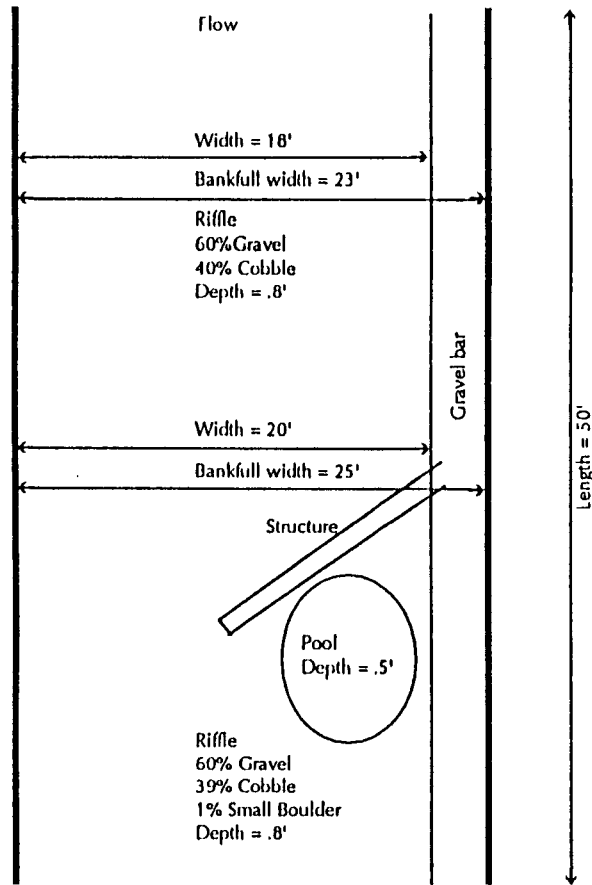 Flow
Width = 18'
Bankfull width = 23'
Riffle
60%Gravel
40% Cobble
Depth = .8'
Gravel bar
Length = 50'
Width = 20'
Bankfull width = 25'
Structure
Pool
Depth = .5'
Riffle
60% Gravel
39% Cobble
1% Small Boulder
Depth = .8'